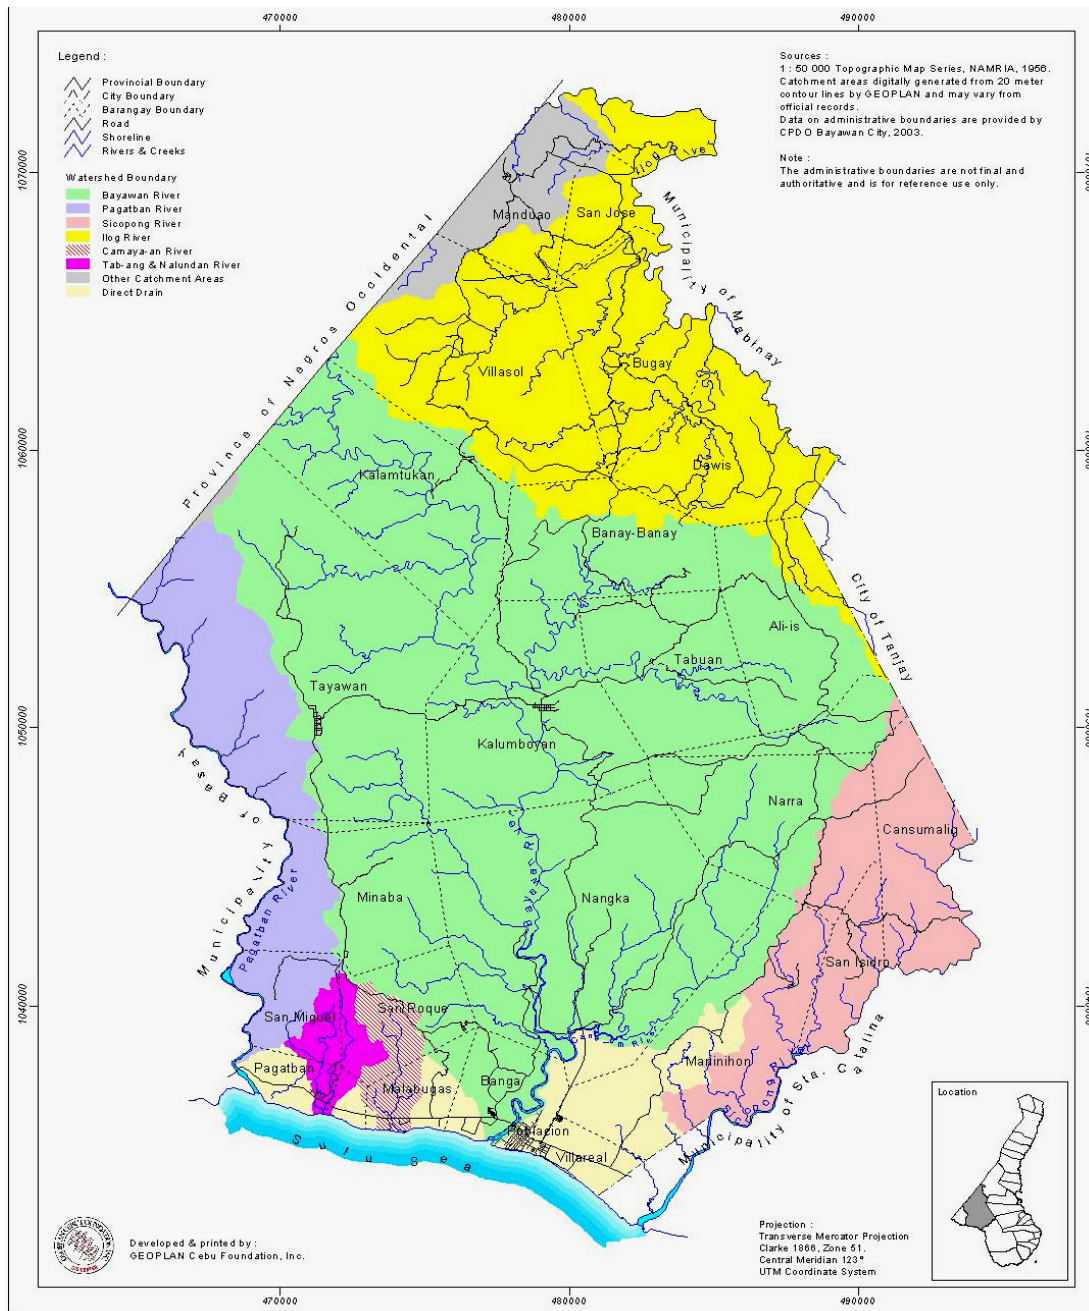 470000
480000
490000
Legend :
Provincial Boundary
City Boundary
Barangay Boundary
Road
Shoreline
Rivers & Creeks
Watershed Boundary
Bayawan River
Pagatban River
Sicopong River
Ilog River
Camaya-an River
Tab-ang & Nalundan River
Other Catchment Areas
Direct Drain
Sources :
1 : 50 000 Topographic Map Series, NAMRIA, 1956.
Catchment areas digitally generated from 20 meter
contour lines by GEOPLAN and may vary from
official records.
Data on administrative boundaries are provided by
CPDO Bayawan City, 2003.
Note :
The administrative boundaries are not final and
authoritative and is for reference use only.
1070000
1060000
1050000
1040000
Province of Negros Occidental
Municipality of Mabinay
City of Tanjay
Municipality of Basay
Municipality of Sta. Catalina
Manduao
San Jose
Villasol
Bugay
Dawis
Kalamtukan
Banay-Banay
Ali-is
Tabuan
Tayawan
Kalumboyan
Narra
Cansumalig
Minaba
Nangka
Bayawan River
Pagatban River
San Isidro
San Miguel
San Roque
Maninihon
Pagatban
Malabugas
Banga
Poblacion
Villareal
Sulu Sea
Location
Developed & printed by :
GEOPLAN Cebu Foundation, Inc.
Projection :
Transverse Mercator Projection
Clarke 1866, Zone 51.
Central Meridian 123°
UTM Coordinate System
470000
480000
490000